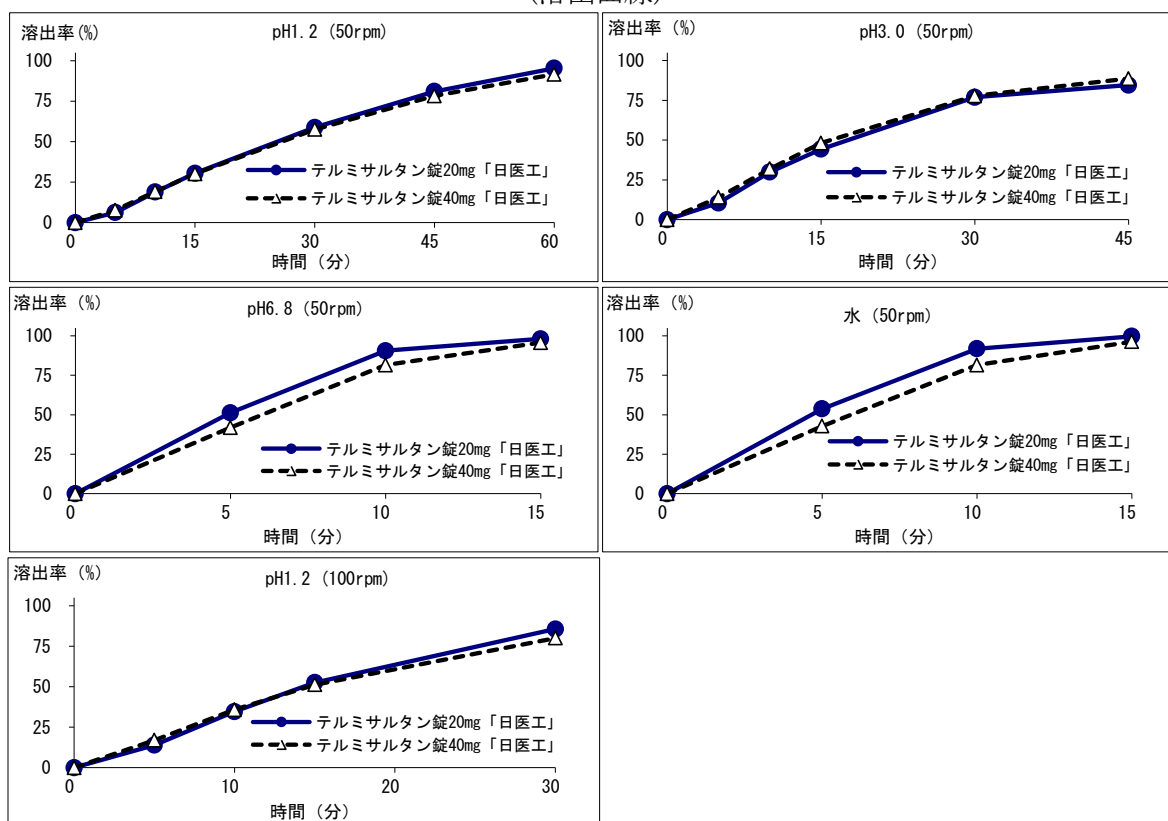 溶出率(%)
pH1.2 (50rpm)
100
75
50
25
0
テルミサルタン錠20mg「日医工」
テルミサルタン錠40mg「日医工」
0 15 30 45 60
時間（分）
溶出率 (%)
pH3.0 (50rpm)
100
75
50
25
0
テルミサルタン錠20mg「日医工」
テルミサルタン錠40mg「日医工」
0 15 30 45
時間（分）
溶出率 (%)
pH6.8 (50rpm)
100
75
50
25
0
テルミサルタン錠20mg「日医工」
テルミサルタン錠40mg「日医工」
0 5 10 15
時間（分）
溶出率 (%)
水 (50rpm)
100
75
50
25
0
テルミサルタン錠20mg「日医工」
テルミサルタン錠40mg「日医工」
0 5 10 15
時間（分）
溶出率 (%)
pH1.2 (100rpm)
100
75
50
25
0
テルミサルタン錠20mg「日医工」
テルミサルタン錠40mg「日医工」
0 10 20 30
時間（分）